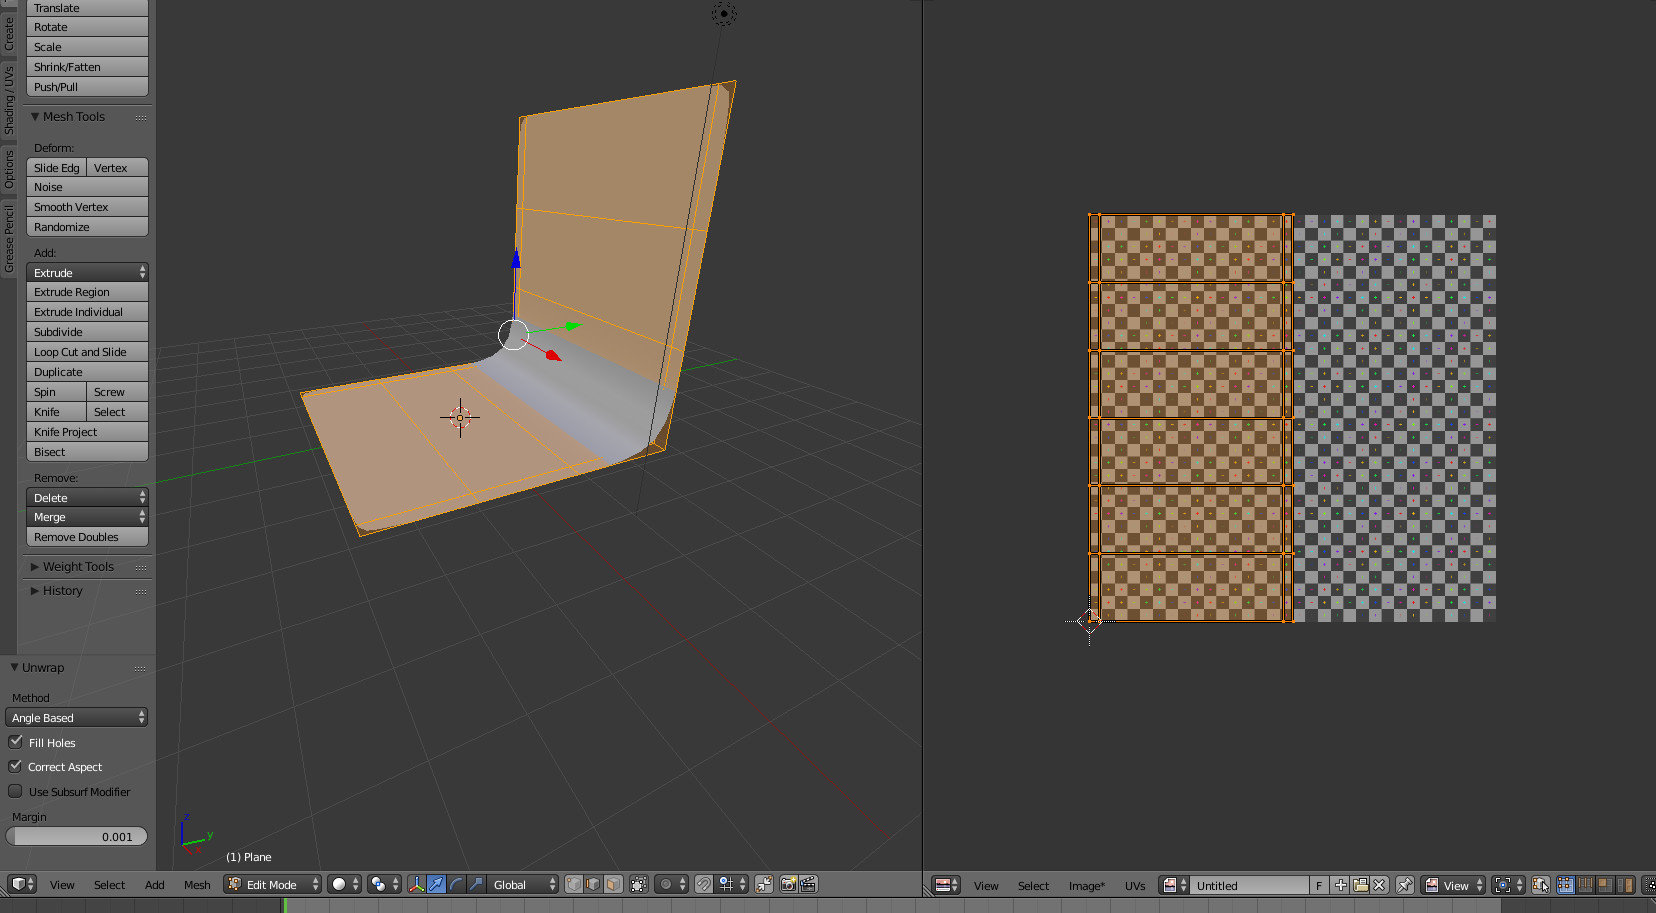 Create
Shading / UVs
Options
Grease Pencil
Translate
Rotate
Scale
Shrink/Fatten
Push/Pull
Mesh Tools
Deform:
Slide Edg Vertex
Noise
Smooth Vertex
Randomize
Add:
Extrude
Extrude Region
Extrude Individual
Subdivide
Loop Cut and Slide
Duplicate
Spin Screw
Knife Select
Knife Project
Bisect
Remove:
Delete
Merge
Remove Doubles
Weight Tools
History
Unwrap
Method
Angle Based
Fill Holes
Correct Aspect
Use Subsurf Modifier
Margin
0.001
z
y
x
(1) Plane
View Select Add Mesh Edit Mode Global
View Select Image* UVs Untitled F View